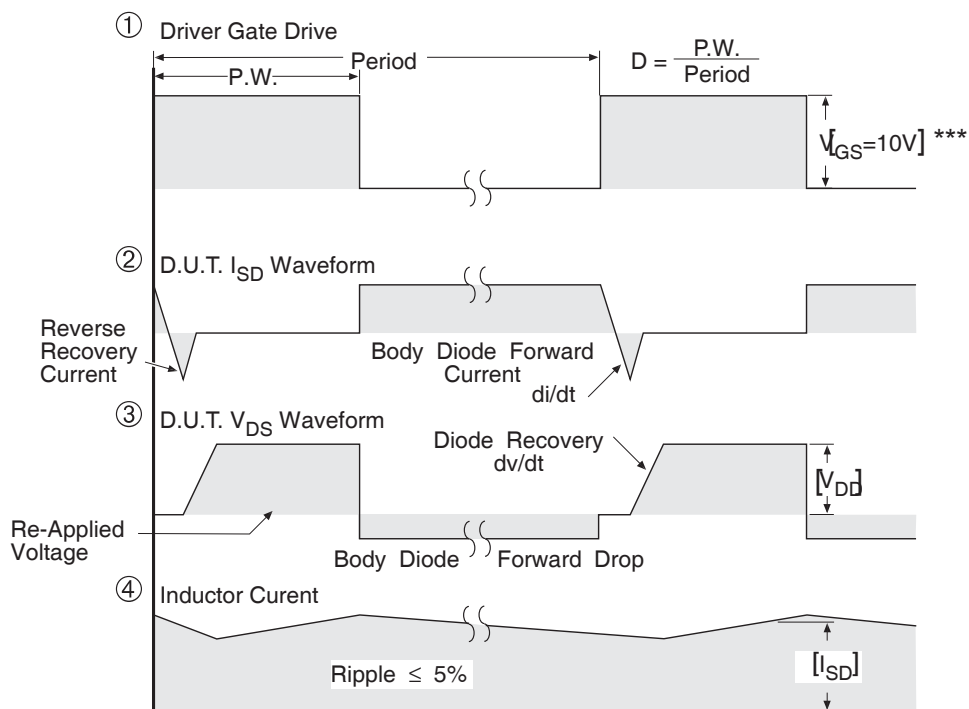 ① Driver Gate Drive
Period
P.W.
D = P.W.
Period
V[GS=10V] ***
② D.U.T. ISD Waveform
Reverse
Recovery
Current
Body Diode Forward
Current
di/dt
③ D.U.T. VDS Waveform
Diode Recovery
dv/dt
[VDD]
Re-Applied
Voltage
Body Diode Forward Drop
④ Inductor Curent
Ripple ≤ 5%
[ISD]